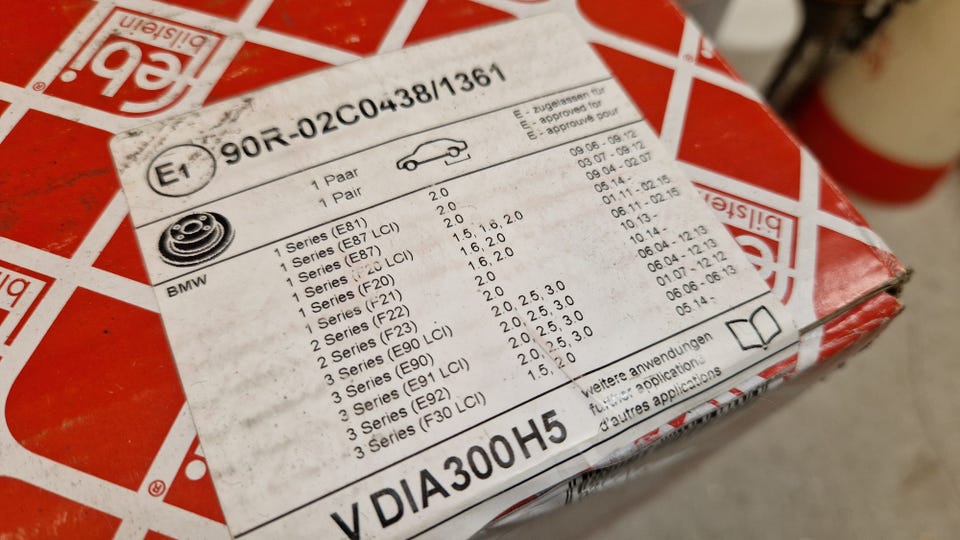 febi
bilstein
E1 90R-02C0438/1361
1 Paar
1 Pair
E - zugelassen für
E - approved for
E - approuvé pour
BMW
1 Series (E81) 2.0 09.06 - 09.12
1 Series (E87 LCI) 2.0 03.07 - 09.12
1 Series (E87) 2.0 09.04 - 02.07
1 Series (F20 LCI) 1.5, 1.6, 2.0 05.14 -
1 Series (F20) 1.6, 2.0 01.11 - 02.15
1 Series (F21) 1.6, 2.0 06.11 - 02.15
2 Series (F22) 2.0 10.13 -
2 Series (F23) 2.0 10.14 -
3 Series (E90 LCI) 2.0, 2.5, 3.0 06.04 - 12.13
3 Series (E90) 2.0, 2.5, 3.0 06.04 - 12.13
3 Series (E91 LCI) 2.0, 2.5, 3.0 01.07 - 12.12
3 Series (E92) 2.0, 2.5, 3.0 06.06 - 06.13
3 Series (F30 LCI) 1.5, 2.0 05.14 -
weitere anwendungen
further applications
d'autres applications
VDIA300H5
bilstein
bilstein